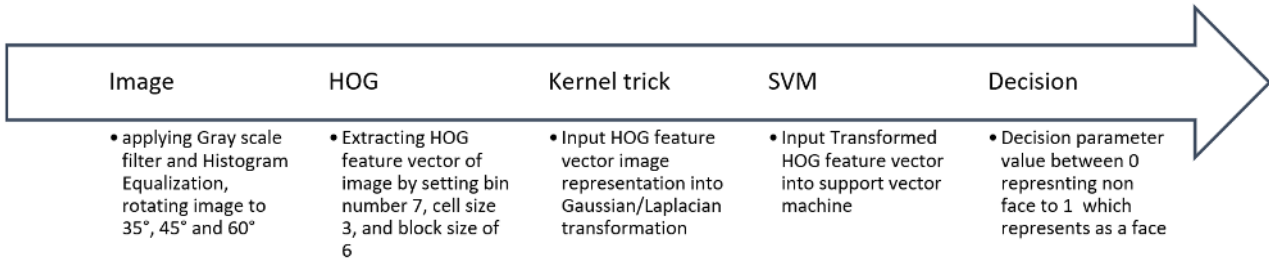 Image
HOG
Kernel trick
SVM
Decision
• applying Gray scale
filter and Histogram
Equalization,
rotating image to
35°, 45° and 60°
• Extracting HOG
feature vector of
image by setting bin
number 7, cell size
3, and block size of
6
• Input HOG feature
vector image
representation into
Gaussian/Laplacian
transformation
• Input Transformed
HOG feature vector
into support vector
machine
• Decision parameter
value between 0
represnting non
face to 1  which
represents as a face